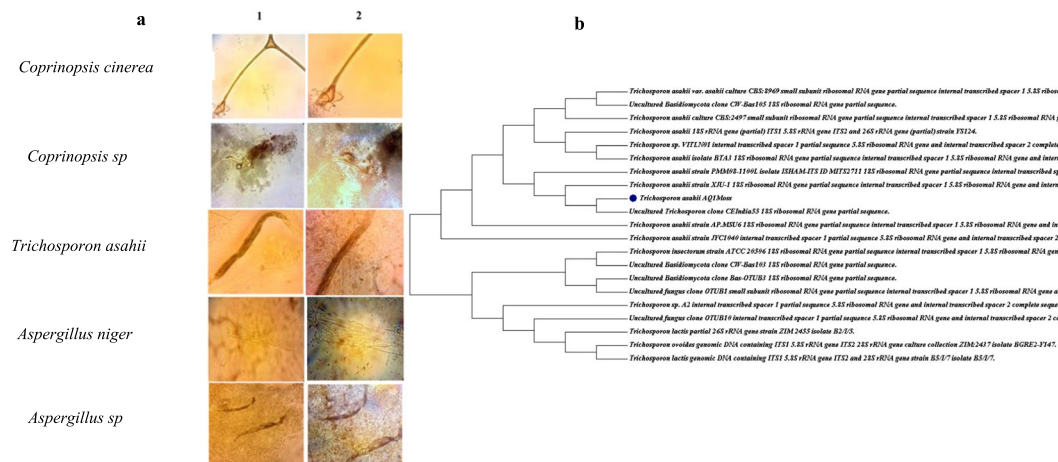 a
1
2
b
Coprinopsis cinerea
Coprinopsis sp
Trichosporon asahii
Aspergillus niger
Aspergillus sp
Trichosporon asahii var. asahii culture CBS:8969 small subunit ribosomal RNA gene partial sequence internal transcribed spacer 1 5.8S
Uncultured Basidiomycota clone CW-Bas105 18S ribosomal RNA gene partial sequence.
Trichosporon asahii culture CBS:2497 small subunit ribosomal RNA gene partial sequence internal transcribed spacer 1 5.8S ribosomal RNA
Trichosporon asahii 18S rRNA gene (partial) ITS1 5.8S rRNA gene ITS2 and 26S rRNA gene (partial) strain YS124.
Trichosporon sp. VITLN01 internal transcribed spacer 1 partial sequence 5.8S ribosomal RNA gene and internal transcribed spacer 2
Trichosporon asahii isolate BTA3 18S ribosomal RNA gene partial sequence internal transcribed spacer 1 5.8S ribosomal RNA gene and
Trichosporon asahii strain PMM08-1100L isolate ISHAM-ITS ID MITS2711 18S ribosomal RNA gene partial sequence internal transcribed
Trichosporon asahii strain XJU-1 18S ribosomal RNA gene partial sequence internal transcribed spacer 1 5.8S ribosomal RNA gene and
Trichosporon asahii AQ1Moss
Uncultured Trichosporon clone CEIndia55 18S ribosomal RNA gene partial sequence.
Trichosporon asahii strain AP.MSU6 18S ribosomal RNA gene partial sequence internal transcribed spacer 1 5.8S ribosomal RNA gene and
Trichosporon asahii strain JYC1040 internal transcribed spacer 1 partial sequence 5.8S ribosomal RNA gene and internal transcribed spacer 2
Trichosporon insectorum strain ATCC 20506 18S ribosomal RNA gene partial sequence internal transcribed spacer 1 5.8S ribosomal RNA
Uncultured Basidiomycota clone CW-Bas103 18S ribosomal RNA gene partial sequence.
Uncultured Basidiomycota clone Bas-OTUB3 18S ribosomal RNA gene partial sequence.
Uncultured fungus clone OTUB1 small subunit ribosomal RNA gene partial sequence internal transcribed spacer 1 5.8S ribosomal RNA gene
Trichosporon sp. A2 internal transcribed spacer 1 partial sequence 5.8S ribosomal RNA gene and internal transcribed spacer 2 complete
Uncultured fungus clone OTUB10 internal transcribed spacer 1 partial sequence 5.8S ribosomal RNA gene and internal transcribed spacer 2
Trichosporon lactis partial 26S rRNA gene strain ZIM 2455 isolate B2/I/5.
Trichosporon ovoides genomic DNA containing ITS1 5.8S rRNA gene ITS2 28S rRNA gene culture collection ZIM:2437 isolate BGRE2-Y147.
Trichosporon lactis genomic DNA containing ITS1 5.8S rRNA gene ITS2 and 28S rRNA gene strain B5/I/7 isolate B5/I/7.